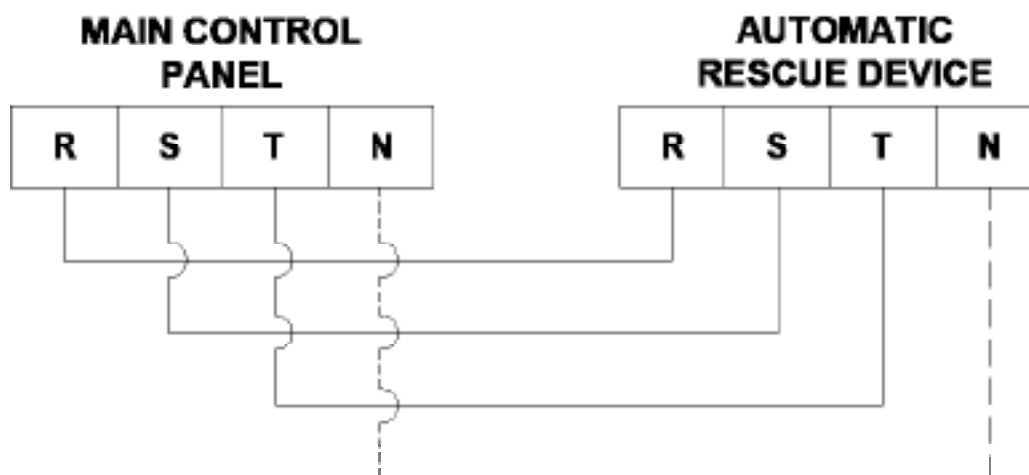 MAIN CONTROL
PANEL
AUTOMATIC
RESCUE DEVICE
R S T N
R S T N